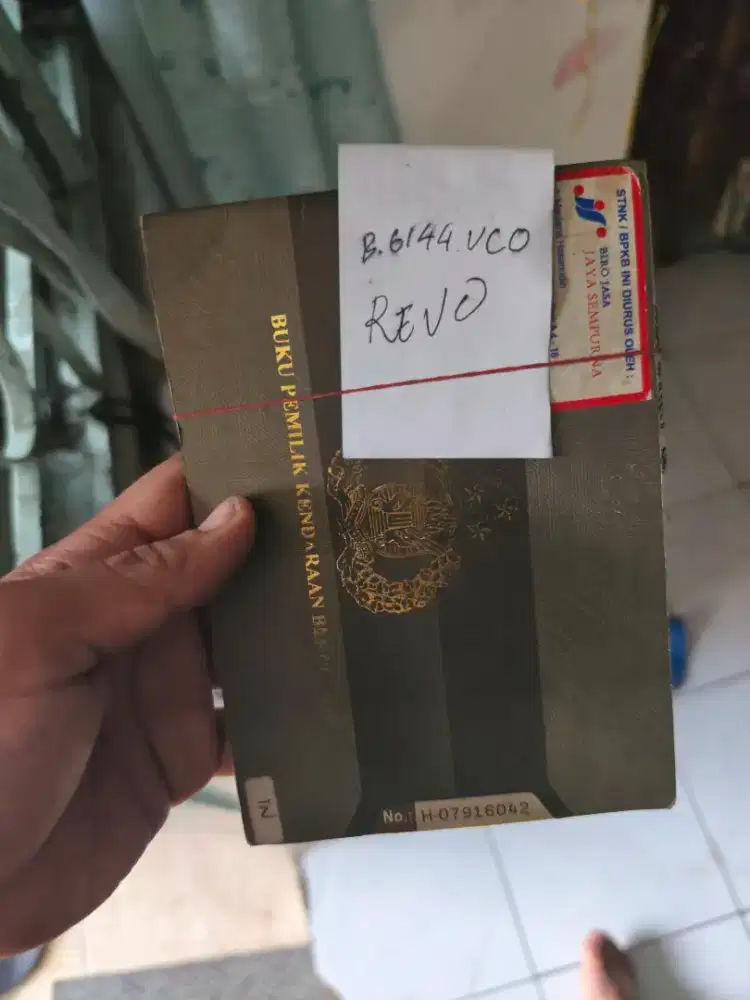 B.6144.VCO
REVO
STNK / BPKB INI DIURUS OLEH :
BIRO JASA
JAYA SEMPURNA
BUKU PEMILIK KENDARAAN
No.: H-07916042